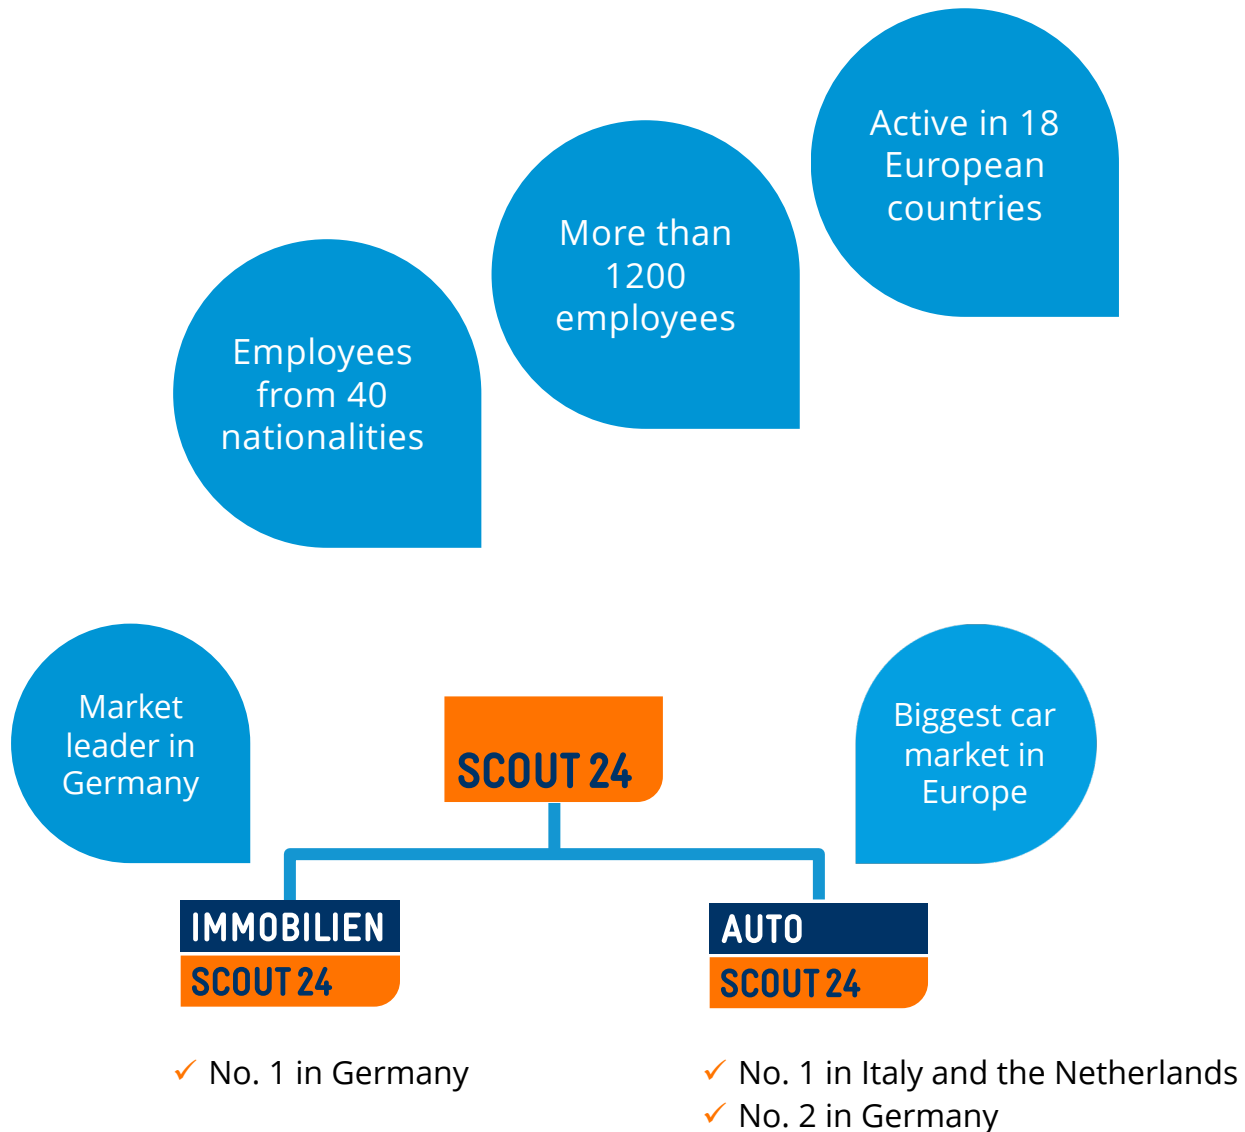 Active in 18
European
countries
More than
1200
employees
Employees
from 40
nationalities
Market
leader in
Germany
SCOUT 24
Biggest car
market in
Europe
IMMOBILIEN
SCOUT 24
AUTO
SCOUT 24
✓ No. 1 in Germany
✓ No. 1 in Italy and the Netherlands
✓ No. 2 in Germany